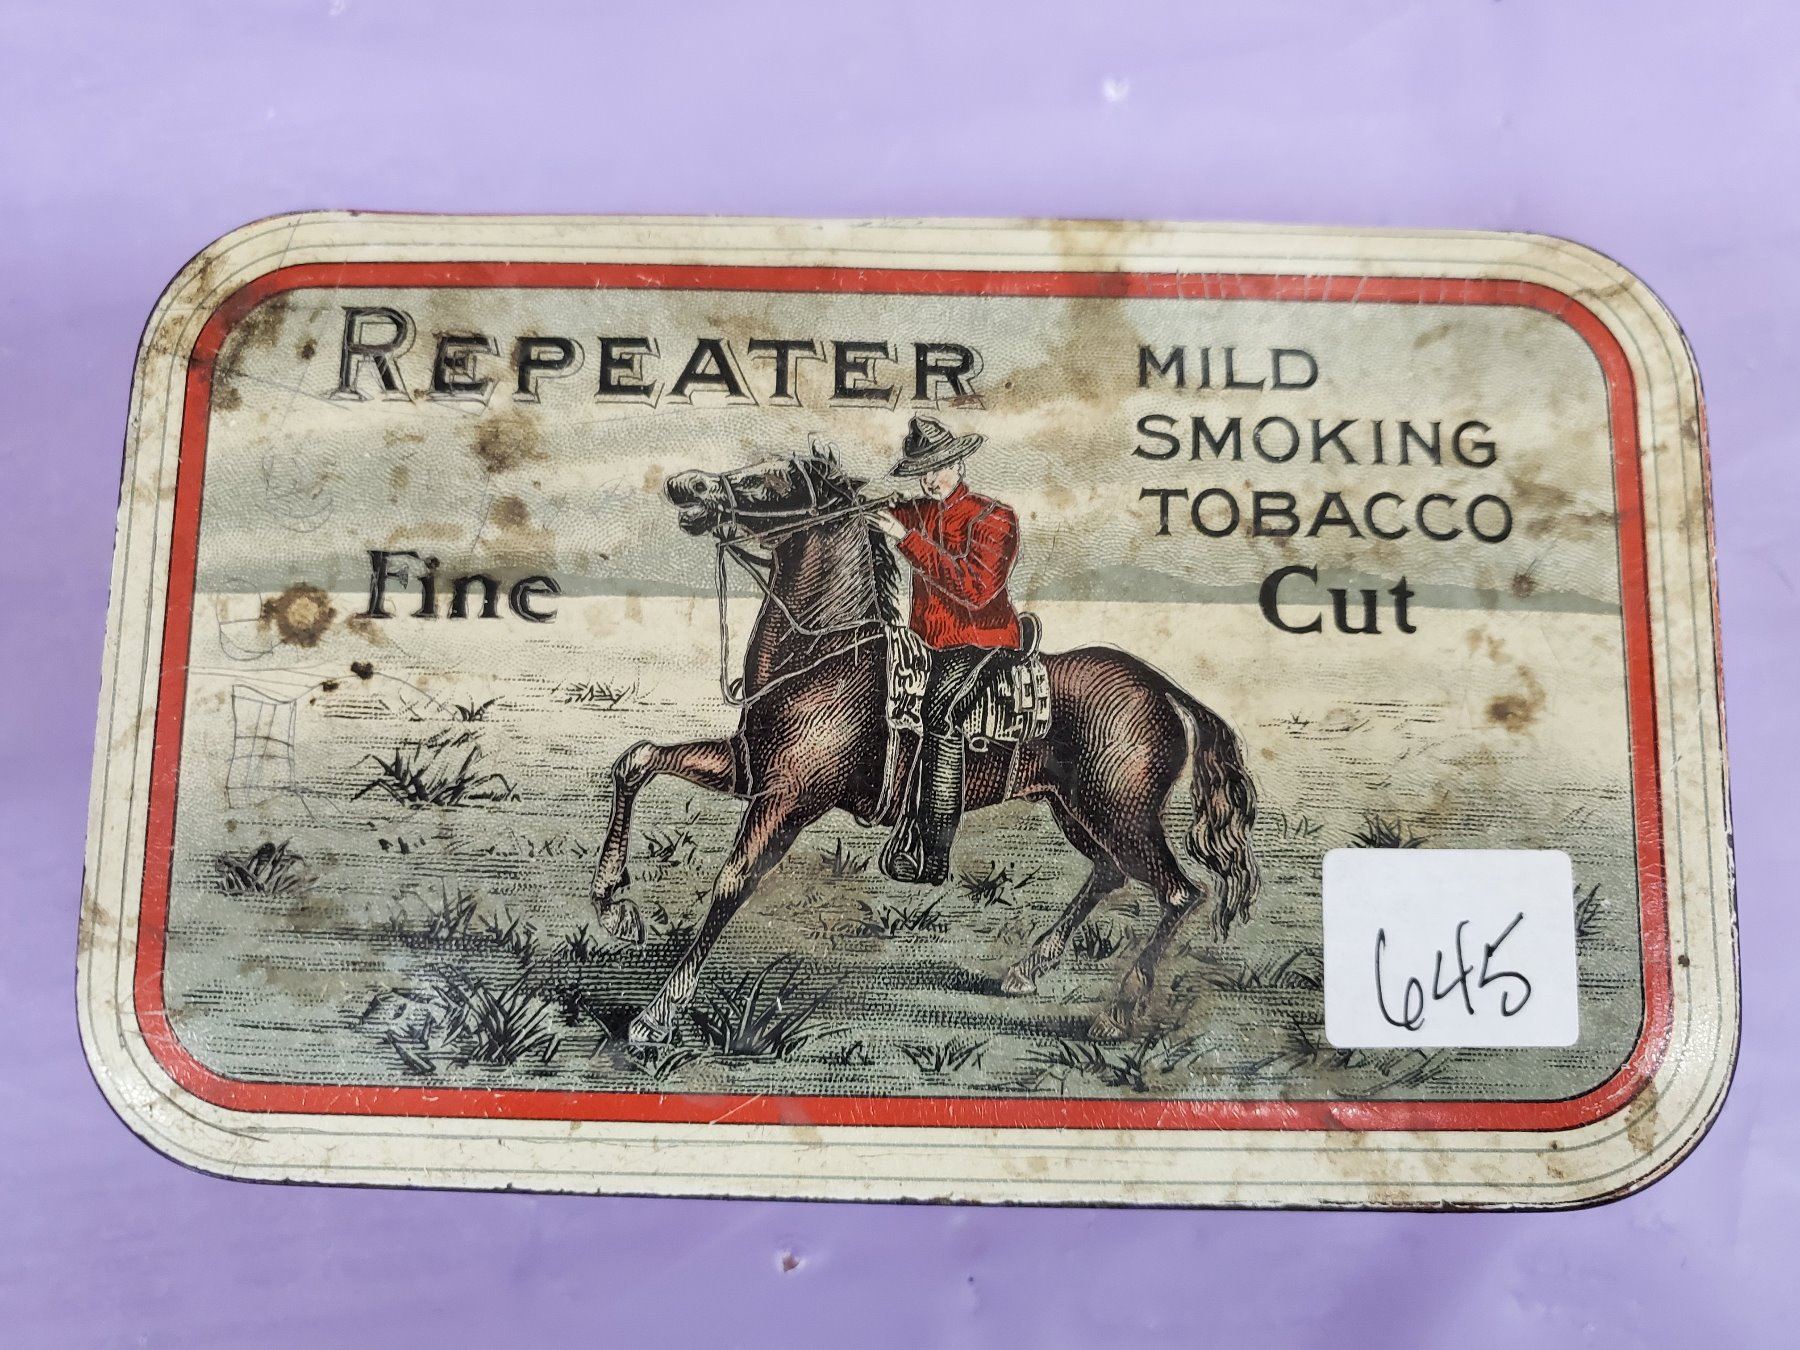 REPEATER
MILD
SMOKING
TOBACCO
Fine
Cut
645